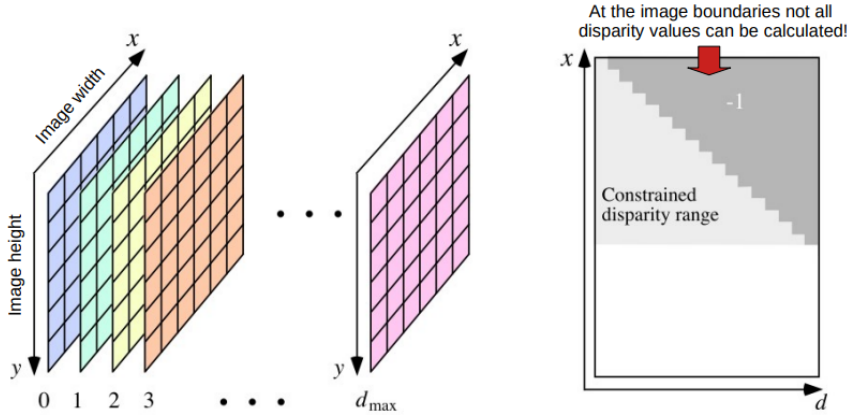 At the image boundaries not all
disparity values can be calculated!
x
x
x
Image width
-1
Constrained
disparity range
• • •
Image height
y
y
0 1 2 3 • • • d max
d